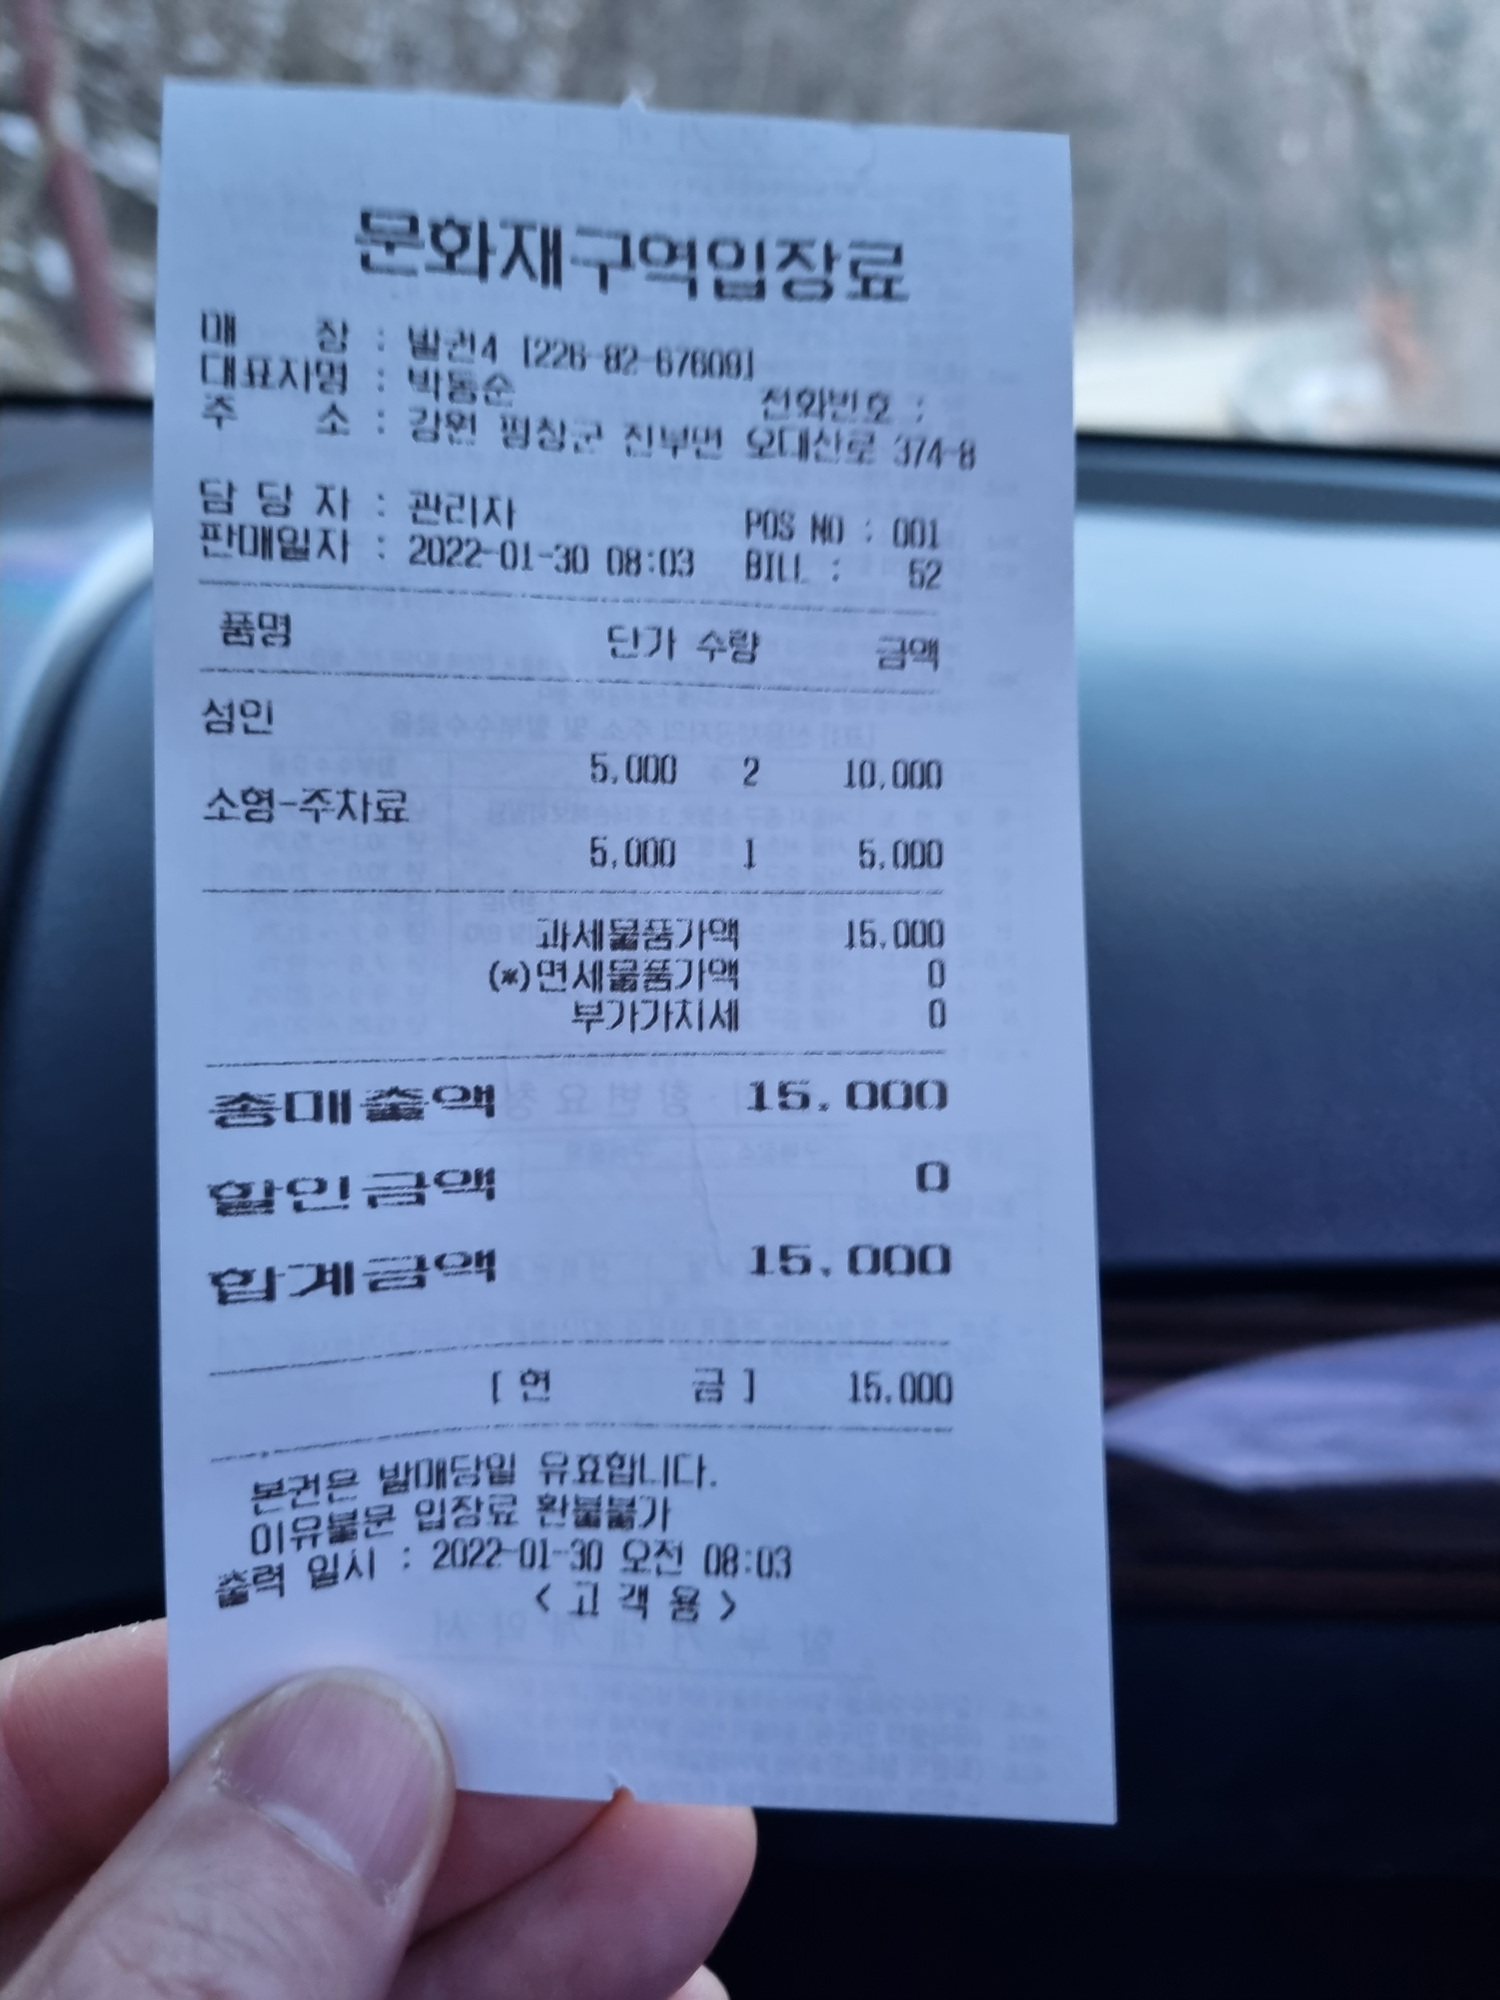 문화재구역입장료
매 장 : 발권4 [226-82-67609]
대표자명 : 박동순 전화번호 :
주 소 : 강원 평창군 진부면 오대산로 374-8
담 당 자 : 관리자 POS NO : 001
판매일자 : 2022-01-30 08:03 BILL : 52
품명 단가 수량 금액
성인
5,000 2 10,000
소형-주차료
5,000 1 5,000
과세물품가액 15,000
(*)면세물품가액 0
부가가치세 0
총매출액 15,000
할인금액 0
합계금액 15,000
[ 현 금 ] 15,000
본권은 발매당일 유효합니다.
이유불문 입장료 환불불가
출력 일시 : 2022-01-30 오전 08:03
< 고 객 용 >